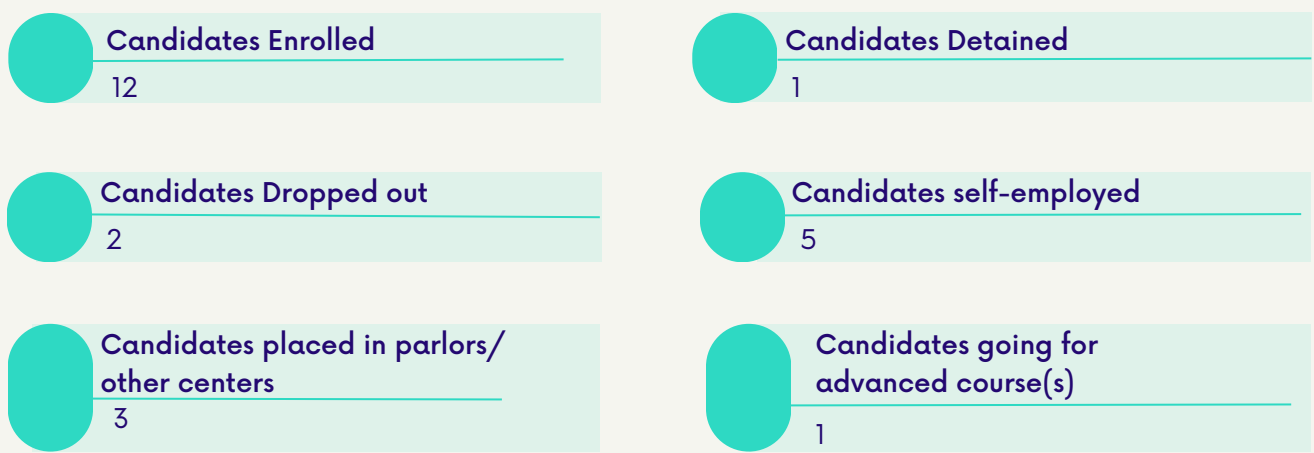 Candidates Enrolled
12
Candidates Detained
1
Candidates Dropped out
2
Candidates self-employed
5
Candidates placed in parlors/
other centers
3
Candidates going for
advanced course(s)
1